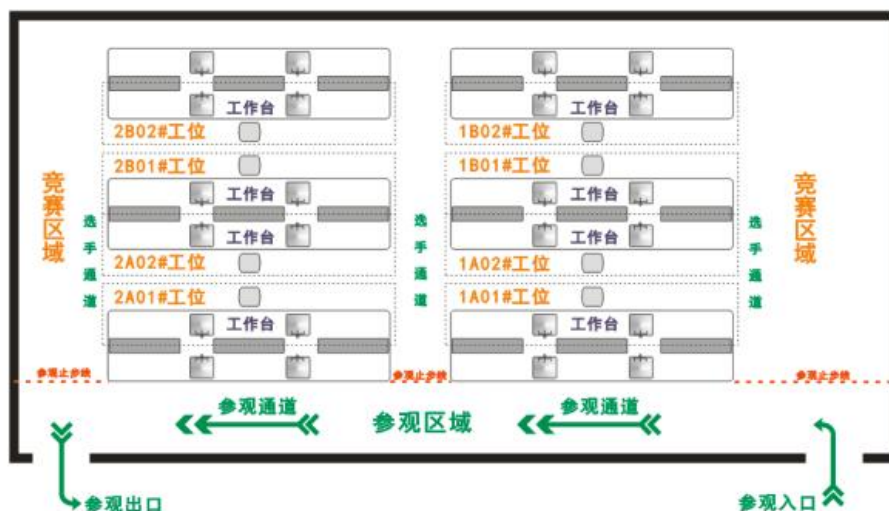 工作台 工作台
2B02#工位 1B02#工位
2B01#工位 1B01#工位
竞赛区域 竞赛区域
工作台 工作台
选手通道 选手通道 选手通道
工作台 工作台
2A02#工位 1A02#工位
2A01#工位 1A01#工位
工作台 工作台
参观止步线 参观止步线 参观止步线
参观通道 参观区域 参观通道
参观出口 参观入口